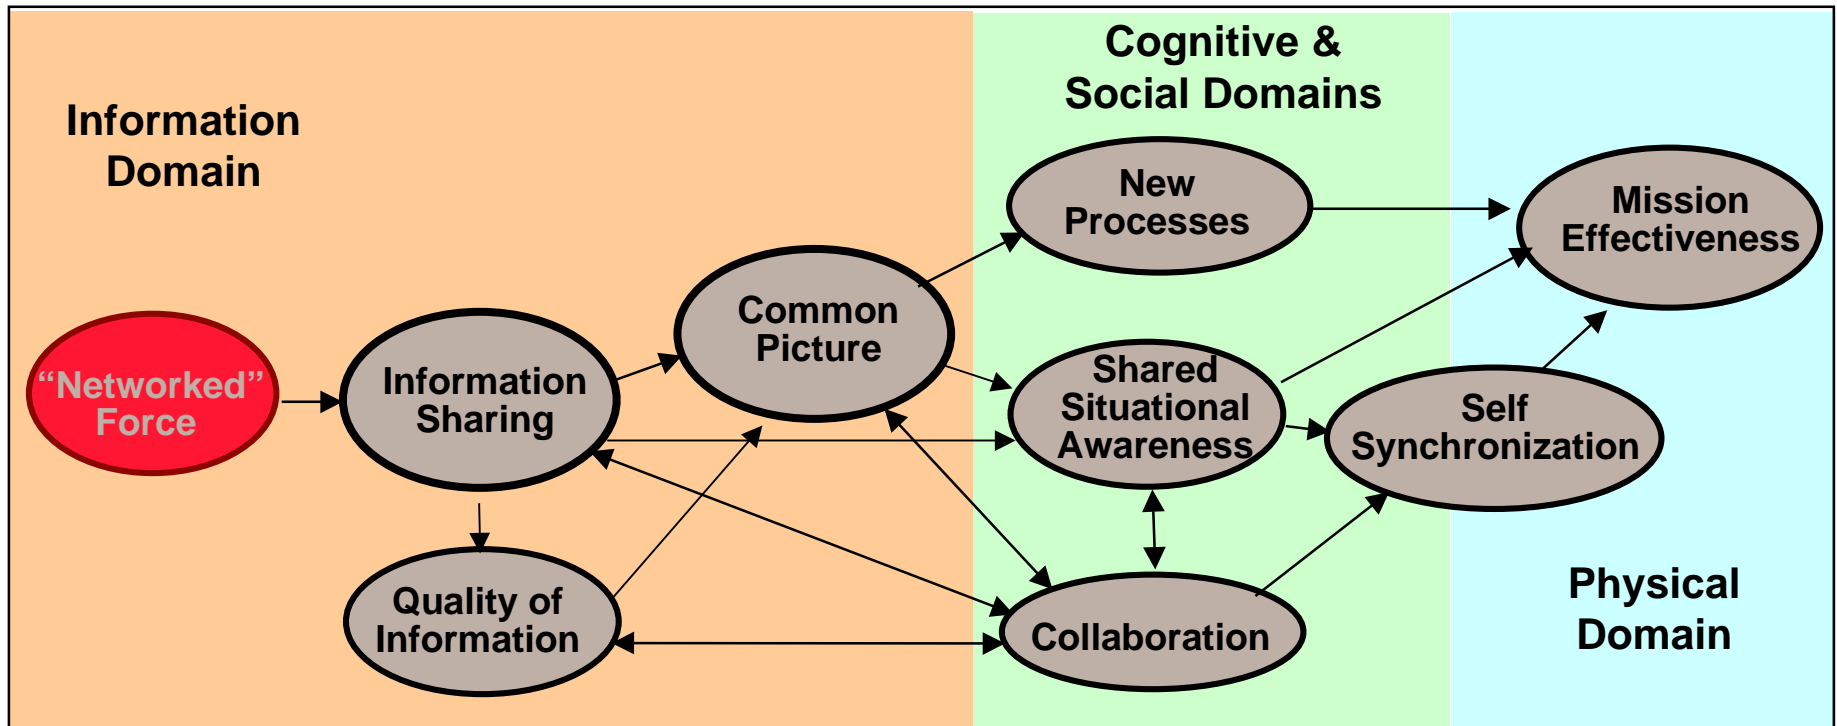 Information
Domain
Cognitive &
Social Domains
Physical
Domain
“Networked”
Force
Information
Sharing
Quality of
Information
Common
Picture
New
Processes
Shared
Situational
Awareness
Collaboration
Self
Synchronization
Mission
Effectiveness